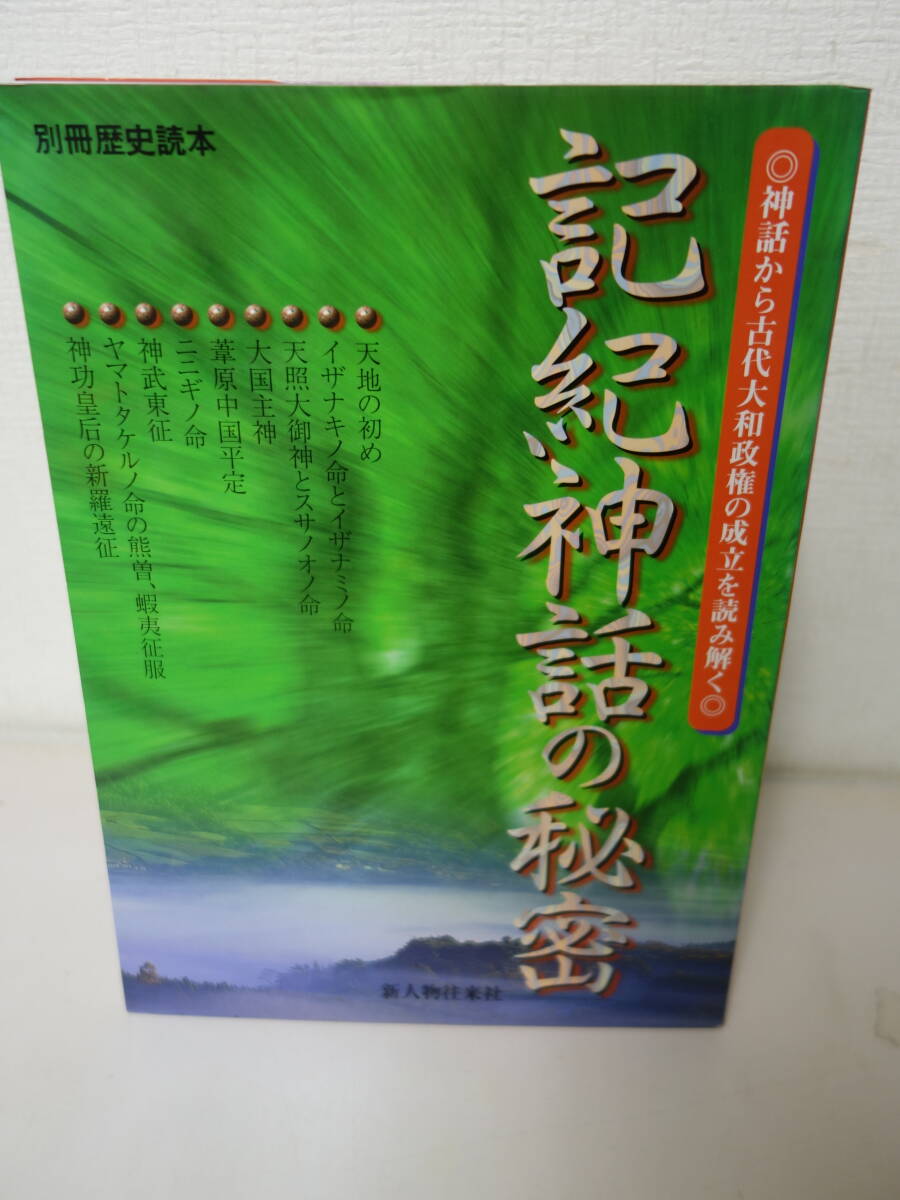 別冊歴史読本
◎神話から古代大和政権の成立を読み解く◎
記紀神話の秘密
天地の初め
イザナキノ命とイザナミノ命
天照大御神とスサノオノ命
大国主神
葦原中国平定
ニニギノ命
神武東征
ヤマトタケルノ命の熊曽、蝦夷征服
神功皇后の新羅遠征
新人物往来社